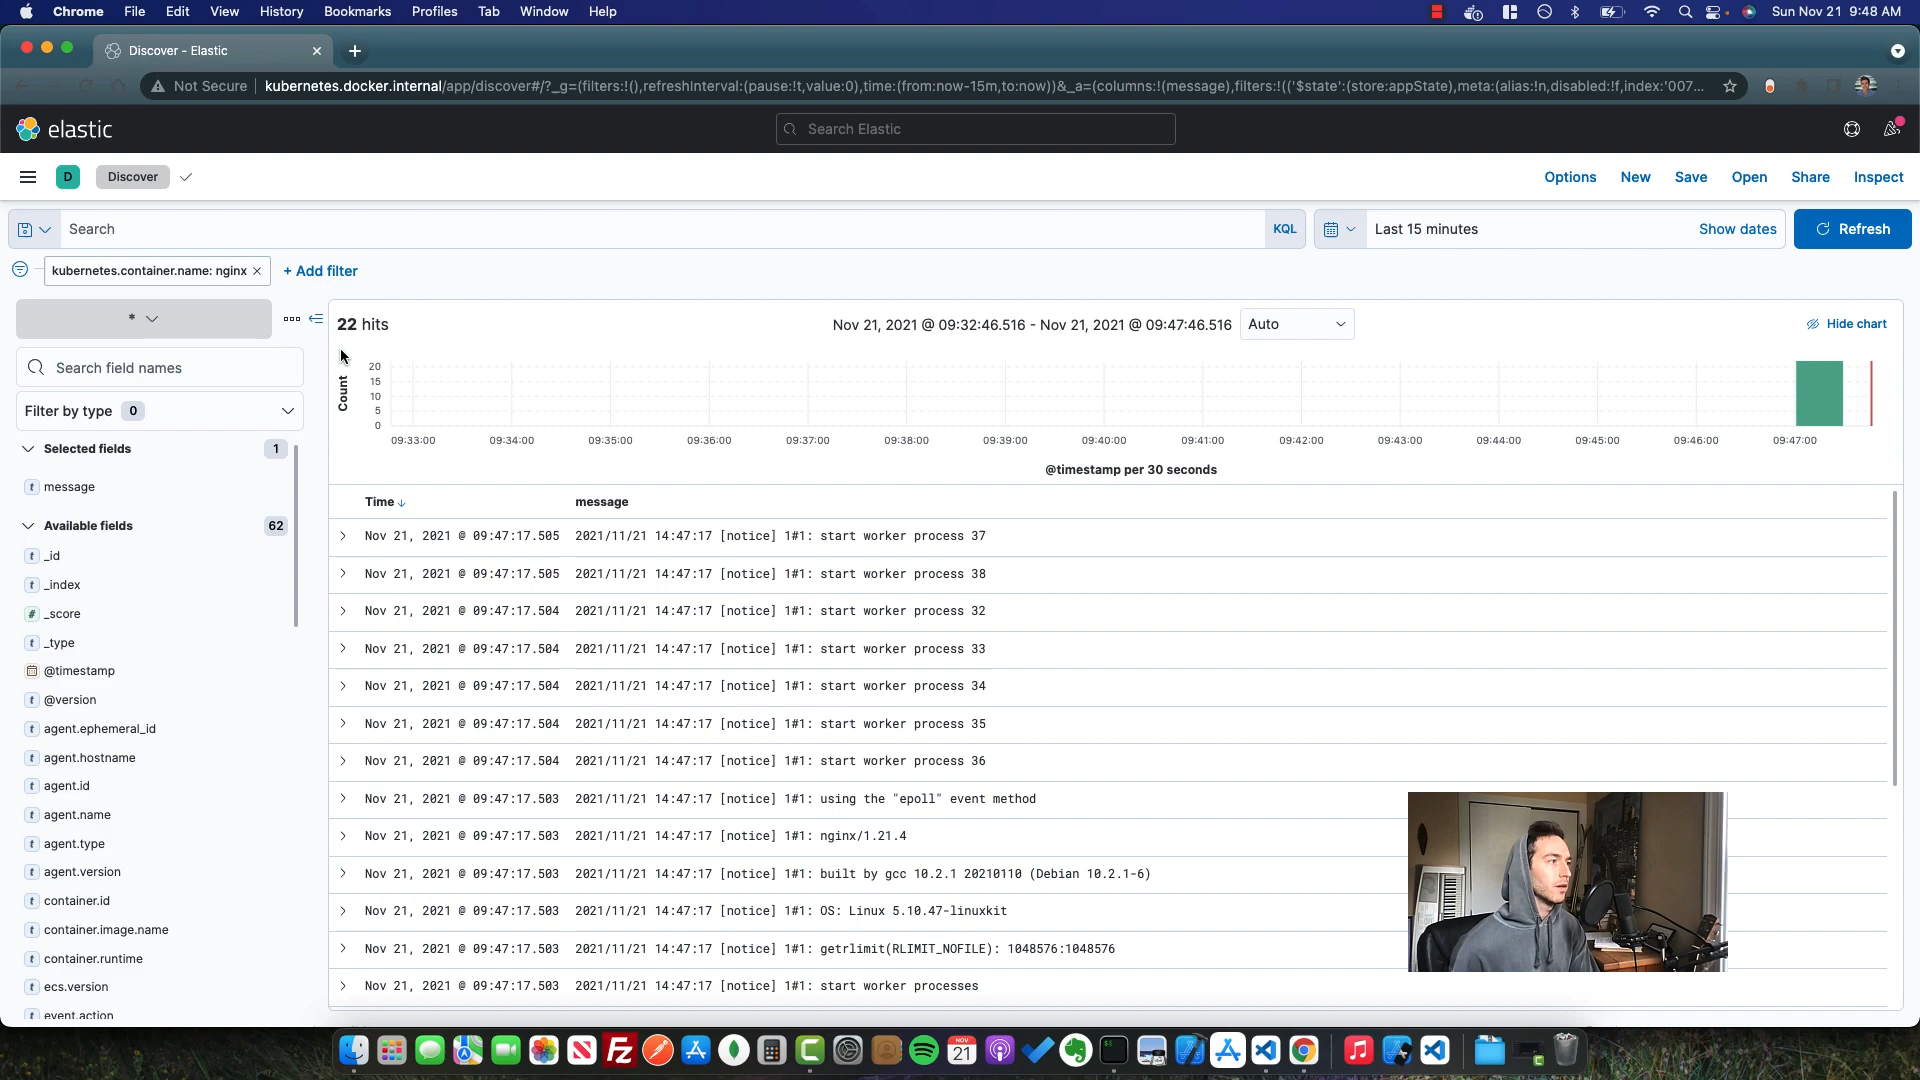 Chrome File Edit View History Bookmarks Profiles Tab Window Help Sun Nov 21 9:48 AM
Discover - Elastic
Not Secure kubernetes.docker.internal/app/discover#/?_g=(filters:!(),refreshInterval:(pause:!t,value:0),time:(from:now-15m,to:now))&_a=(columns:!(message),filters:!(('$state':(store:appState),meta:(alias:!n,disabled:!f,index:'007...
elastic
Search Elastic
D Discover Options New Save Open Share Inspect
Search KQL Last 15 minutes Show dates Refresh
kubernetes.container.name: nginx × + Add filter
*
22 hits Nov 21, 2021 @ 09:32:46.516 - Nov 21, 2021 @ 09:47:46.516 Auto Hide chart
Search field names
Filter by type 0
Selected fields 1
message
Available fields 62
_id
_index
_score
_type
@timestamp
@version
agent.ephemeral_id
agent.hostname
agent.id
agent.name
agent.type
agent.version
container.id
container.image.name
container.runtime
ecs.version
event.action
Count
20
15
10
5
0
09:33:00 09:34:00 09:35:00 09:36:00 09:37:00 09:38:00 09:39:00 09:40:00 09:41:00 09:42:00 09:43:00 09:44:00 09:45:00 09:46:00 09:47:00
@timestamp per 30 seconds
Time message
Nov 21, 2021 @ 09:47:17.505 2021/11/21 14:47:17 [notice] 1#1: start worker process 37
Nov 21, 2021 @ 09:47:17.505 2021/11/21 14:47:17 [notice] 1#1: start worker process 38
Nov 21, 2021 @ 09:47:17.504 2021/11/21 14:47:17 [notice] 1#1: start worker process 32
Nov 21, 2021 @ 09:47:17.504 2021/11/21 14:47:17 [notice] 1#1: start worker process 33
Nov 21, 2021 @ 09:47:17.504 2021/11/21 14:47:17 [notice] 1#1: start worker process 34
Nov 21, 2021 @ 09:47:17.504 2021/11/21 14:47:17 [notice] 1#1: start worker process 35
Nov 21, 2021 @ 09:47:17.504 2021/11/21 14:47:17 [notice] 1#1: start worker process 36
Nov 21, 2021 @ 09:47:17.503 2021/11/21 14:47:17 [notice] 1#1: using the "epoll" event method
Nov 21, 2021 @ 09:47:17.503 2021/11/21 14:47:17 [notice] 1#1: nginx/1.21.4
Nov 21, 2021 @ 09:47:17.503 2021/11/21 14:47:17 [notice] 1#1: built by gcc 10.2.1 20210110 (Debian 10.2.1-6)
Nov 21, 2021 @ 09:47:17.503 2021/11/21 14:47:17 [notice] 1#1: OS: Linux 5.10.47-linuxkit
Nov 21, 2021 @ 09:47:17.503 2021/11/21 14:47:17 [notice] 1#1: getrlimit(RLIMIT_NOFILE): 1048576:1048576
Nov 21, 2021 @ 09:47:17.503 2021/11/21 14:47:17 [notice] 1#1: start worker processes
NOV
21